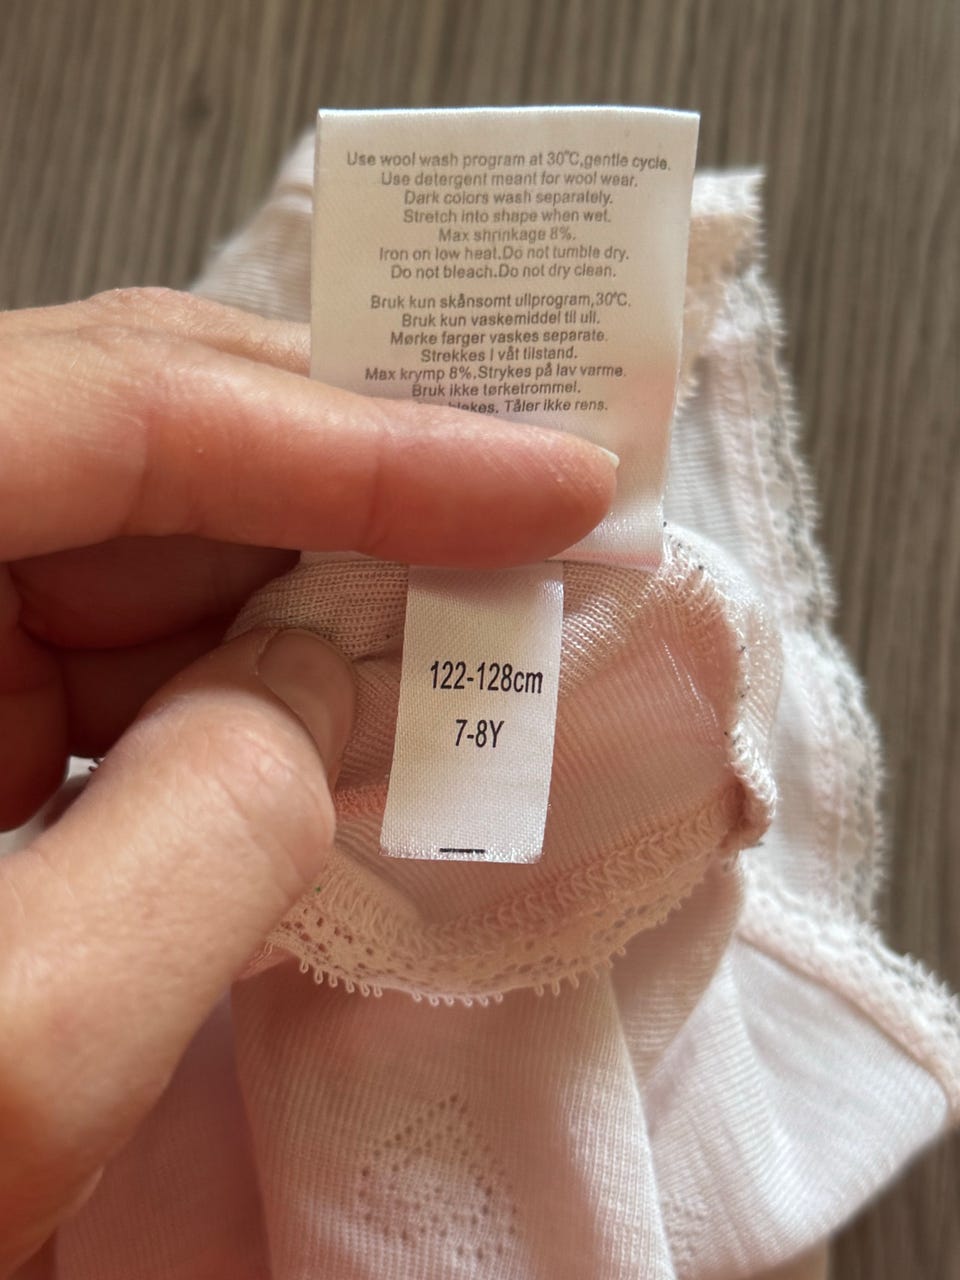 Use wool wash program at 30°C,gentle cycle.
Use detergent meant for wool wear.
Dark colors wash separately.
Stretch into shape when wet.
Max shrinkage 8%.
Iron on low heat.Do not tumble dry.
Do not bleach.Do not dry clean.
Bruk kun skånsomt ullprogram,30°C.
Bruk kun vaskemiddel til ull.
Mørke farger vaskes separate.
Strekkes I våt tilstand.
Max krymp 8%.Strykes på lav varme.
Bruk ikke tørketrommel.
Tåler ikke rens.
122-128cm
7-8Y